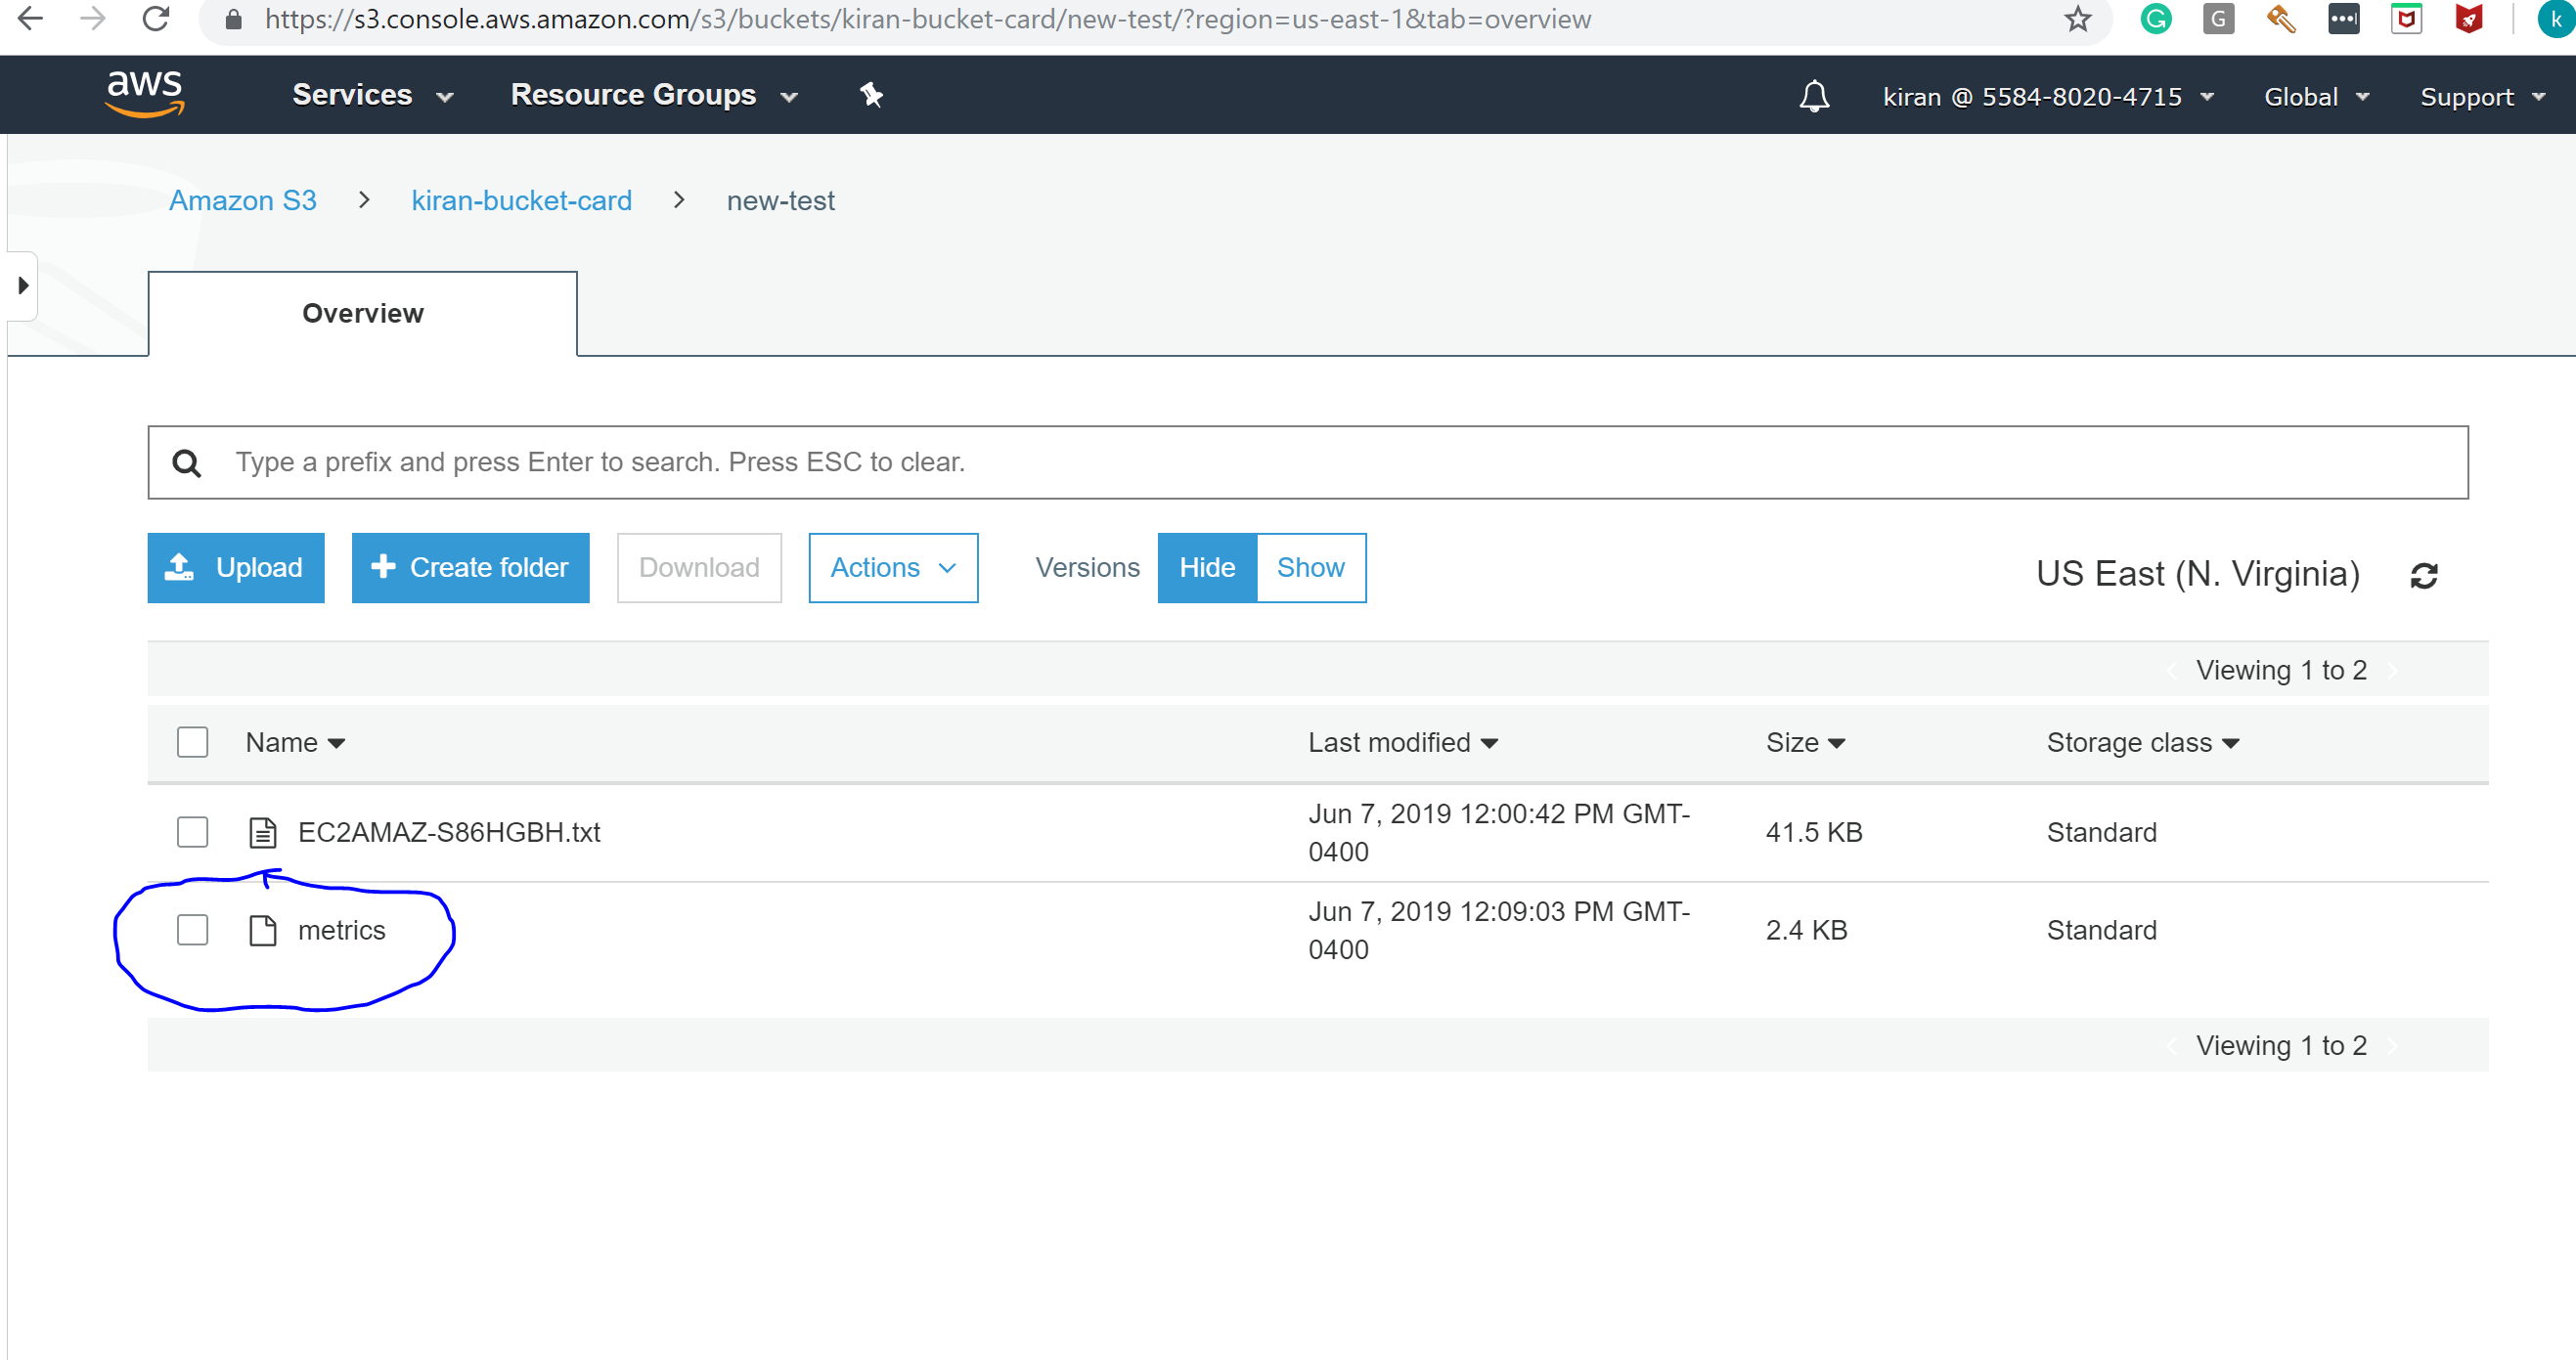 https://s3.console.aws.amazon.com/s3/buckets/kiran-bucket-card/new-test/?region=us-east-1&tab=overview
G G k
aws Services Resource Groups kiran @ 5584-8020-4715 Global Support
Amazon S3 > kiran-bucket-card > new-test
Overview
Type a prefix and press Enter to search. Press ESC to clear.
Upload + Create folder Download Actions Versions Hide Show US East (N. Virginia)
Viewing 1 to 2
Name Last modified Size Storage class
EC2AMAZ-S86HGBH.txt Jun 7, 2019 12:00:42 PM GMT-
0400 41.5 KB Standard
metrics Jun 7, 2019 12:09:03 PM GMT-
0400 2.4 KB Standard
Viewing 1 to 2